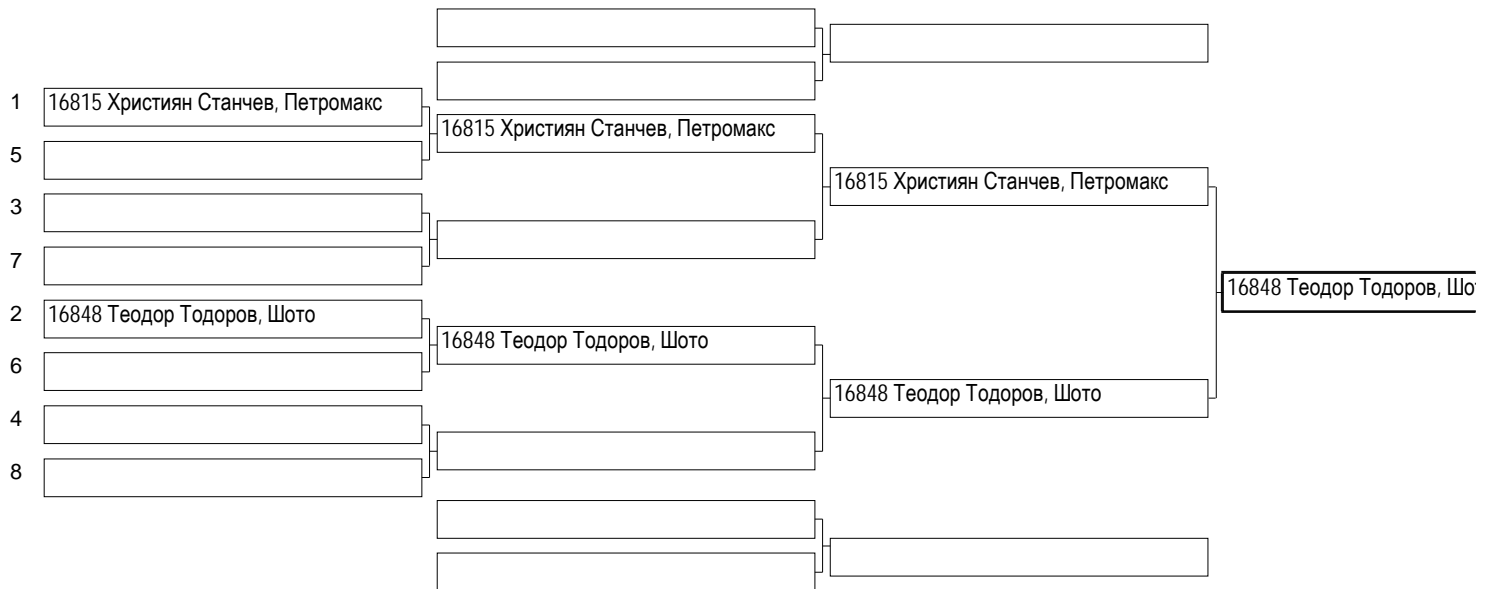 1 16815 Християн Станчев, Петромакс
5
16815 Християн Станчев, Петромакс
3
16815 Християн Станчев, Петромакс
7
2 16848 Теодор Тодоров, Шото
16848 Теодор Тодоров,
6
16848 Теодор Тодоров, Шото
4
16848 Теодор Тодоров, Шото
8